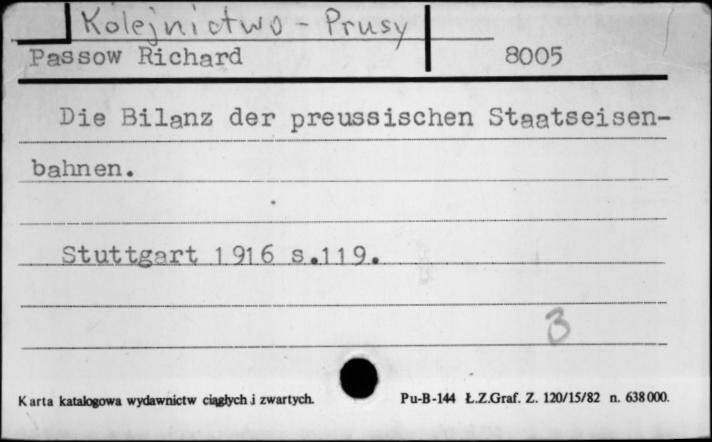 Kolejnictwo - Prusy
Passow Richard 8005
Die Bilanz der preussischen Staatseisen-
bahnen.
Stuttgart 1916 s.119.
3
Karta katalogowa wydawnictw ciągłych i zwartych. Pu-B-144 Ł.Z.Graf. Z. 120/15/82 n. 638000.